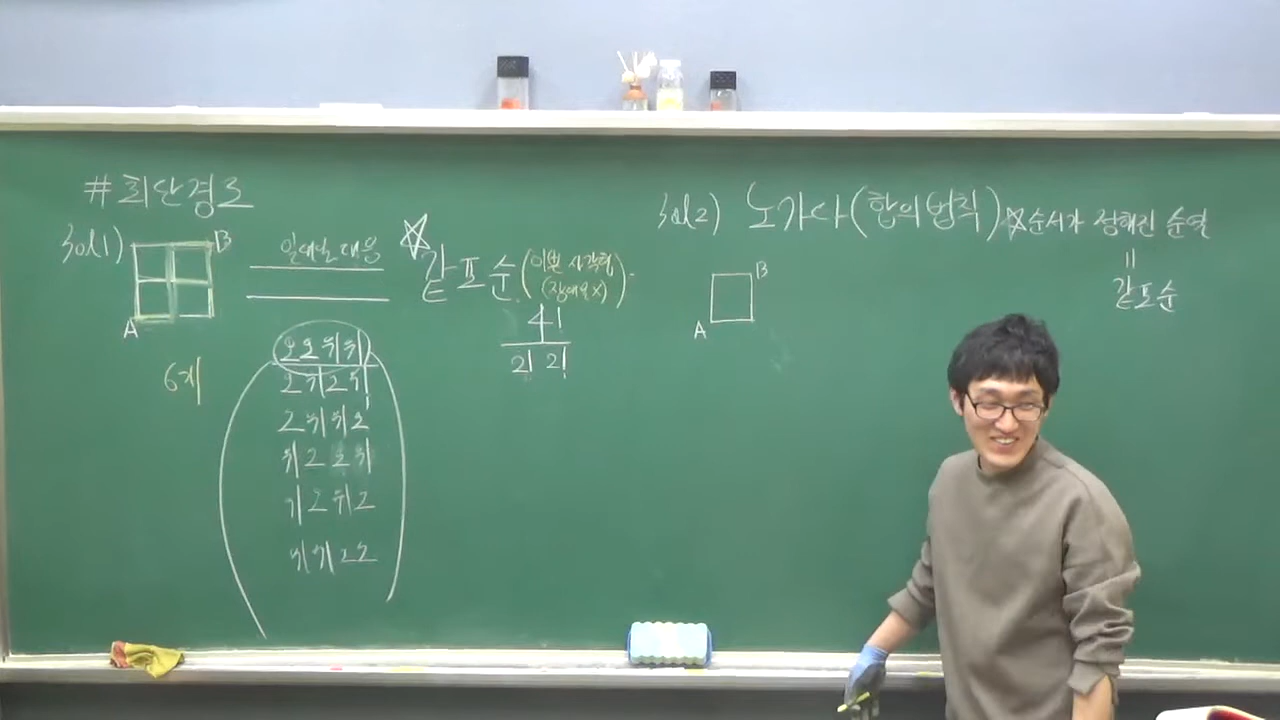 #최단경로
Sol1)
B
A
6개
일대일대응
오오위위
오위오위
오위위오
위오오위
위오위오
위위오오
☆같포순(이쁜 사각형)
(장애물X)
4!
2! 2!
Sol2) 노가다(합의법칙)
B
A
☆순서가 정해진 순열
=
같포순